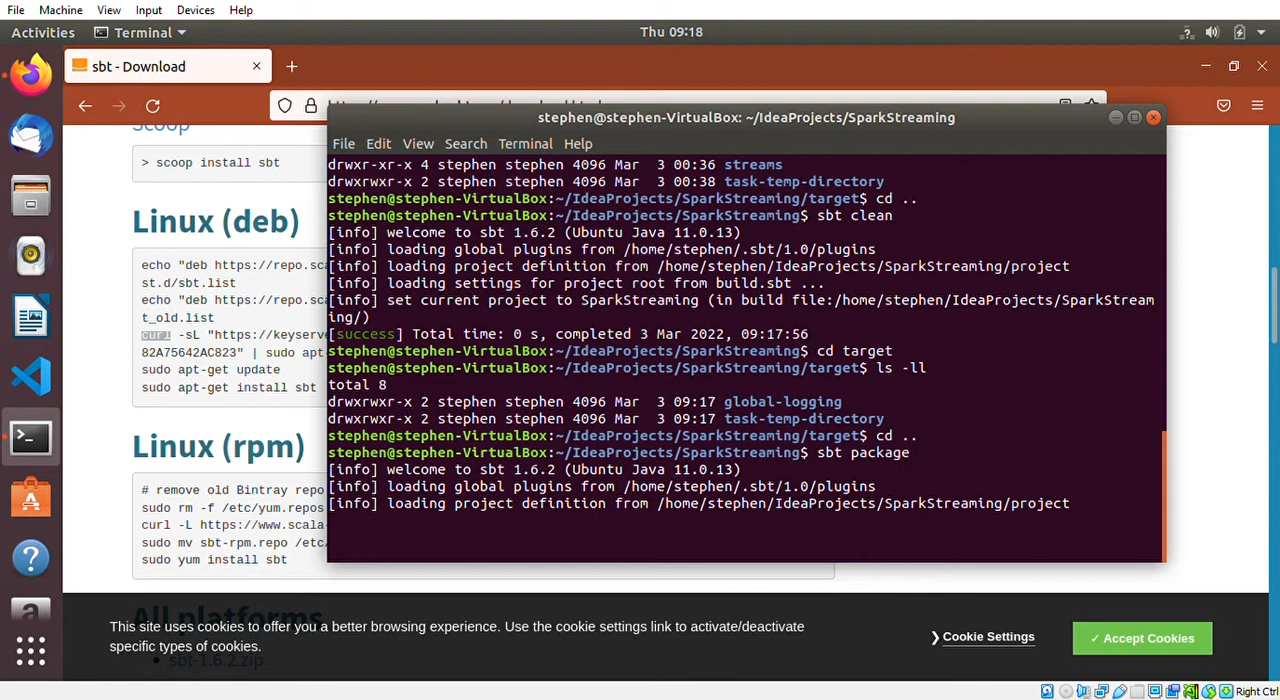 File Machine View Input Devices Help
Activities Terminal Thu 09:18
sbt - Download
Scoop
> scoop install sbt
Linux (deb)
echo "deb https://repo.sca
st.d/sbt.list
echo "deb https://repo.sca
t_old.list
curl -sL "https://keyserve
82A75642AC823" | sudo apt-
sudo apt-get update
sudo apt-get install sbt
Linux (rpm)
# remove old Bintray repo
sudo rm -f /etc/yum.repos
curl -L https://www.scala-
sudo mv sbt-rpm.repo /etc/
sudo yum install sbt
All platforms
sbt-1.6.2.zip
stephen@stephen-VirtualBox: ~/IdeaProjects/SparkStreaming
File Edit View Search Terminal Help
drwxr-xr-x 4 stephen stephen 4096 Mar  3 00:36 streams
drwxrwxr-x 2 stephen stephen 4096 Mar  3 00:38 task-temp-directory
stephen@stephen-VirtualBox:~/IdeaProjects/SparkStreaming/target$ cd ..
stephen@stephen-VirtualBox:~/IdeaProjects/SparkStreaming$ sbt clean
[info] welcome to sbt 1.6.2 (Ubuntu Java 11.0.13)
[info] loading global plugins from /home/stephen/.sbt/1.0/plugins
[info] loading project definition from /home/stephen/IdeaProjects/SparkStreaming/project
[info] loading settings for project root from build.sbt ...
[info] set current project to SparkStreaming (in build file:/home/stephen/IdeaProjects/SparkStream
ing/)
[success] Total time: 0 s, completed 3 Mar 2022, 09:17:56
stephen@stephen-VirtualBox:~/IdeaProjects/SparkStreaming$ cd target
stephen@stephen-VirtualBox:~/IdeaProjects/SparkStreaming/target$ ls -ll
total 8
drwxrwxr-x 2 stephen stephen 4096 Mar  3 09:17 global-logging
drwxrwxr-x 2 stephen stephen 4096 Mar  3 09:17 task-temp-directory
stephen@stephen-VirtualBox:~/IdeaProjects/SparkStreaming/target$ cd ..
stephen@stephen-VirtualBox:~/IdeaProjects/SparkStreaming$ sbt package
[info] welcome to sbt 1.6.2 (Ubuntu Java 11.0.13)
[info] loading global plugins from /home/stephen/.sbt/1.0/plugins
[info] loading project definition from /home/stephen/IdeaProjects/SparkStreaming/project
This site uses cookies to offer you a better browsing experience. Use the cookie settings link to activate/deactivate
specific types of cookies.
❯ Cookie Settings
✓ Accept Cookies
Right Ctrl